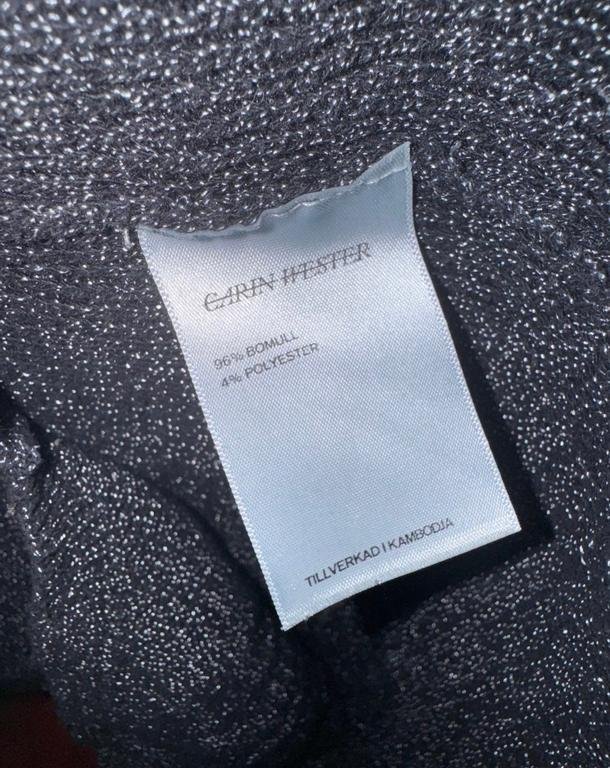 CARIN WESTER
96% BOMULL
4% POLYESTER
TILLVERKAD I KAMBODJA